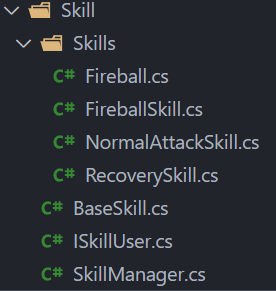 Skill
Skills
C# Fireball.cs
C# FireballSkill.cs
C# NormalAttackSkill.cs
C# RecoverySkill.cs
C# BaseSkill.cs
C# ISkillUser.cs
C# SkillManager.cs